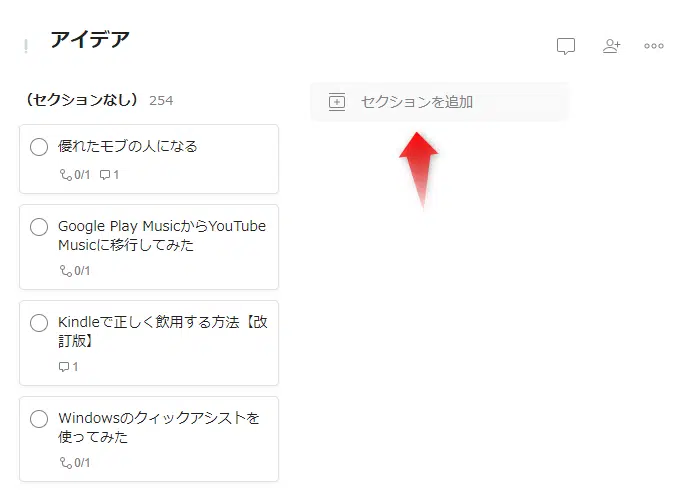 アイデア
（セクションなし） 254
セクションを追加
優れたモブの人になる
0/1 1
Google Play MusicからYouTube
Musicに移行してみた
0/1
Kindleで正しく飲用する方法【改
訂版】
1
Windowsのクィックアシストを
使ってみた
0/1